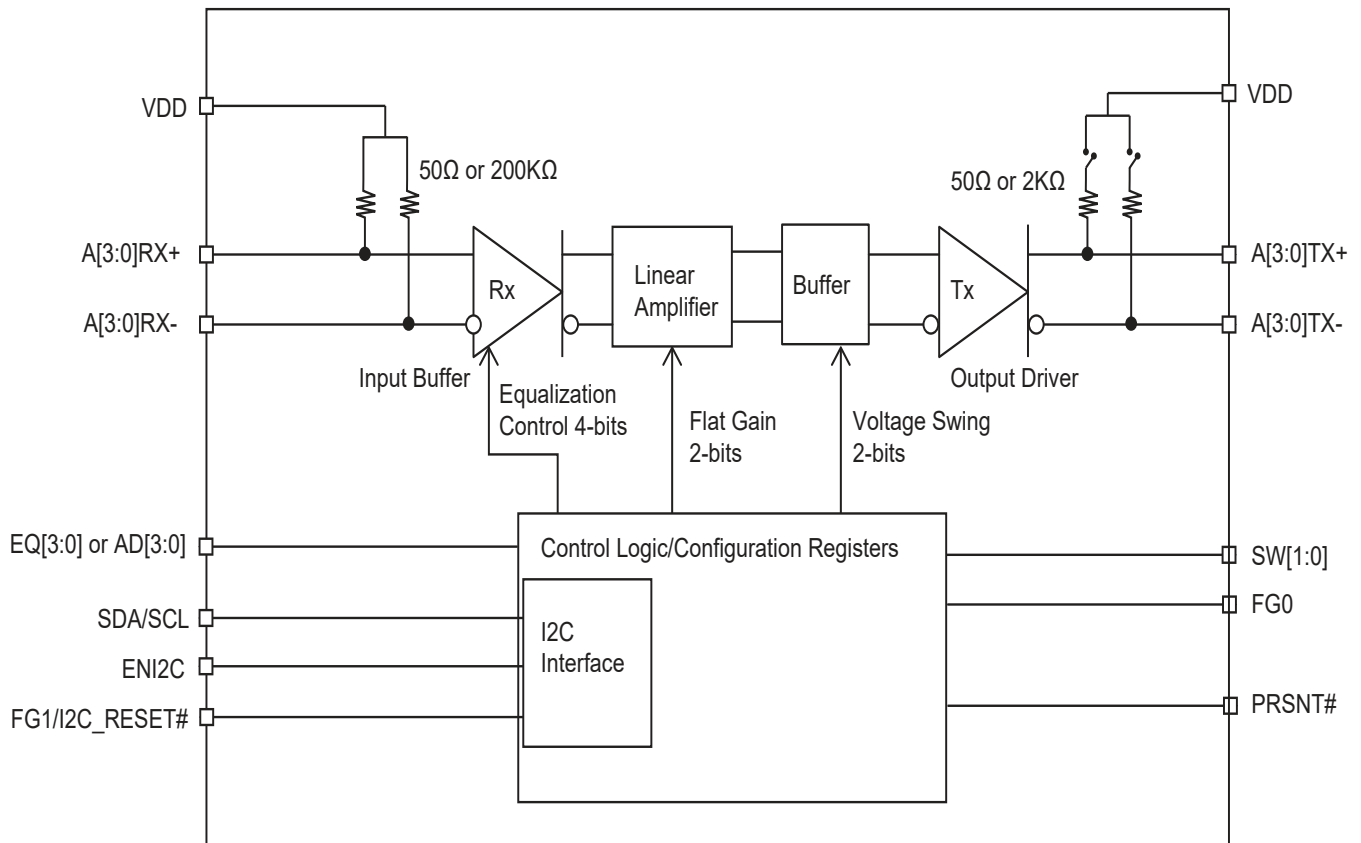 VDD
VDD
50Ω or 200KΩ
50Ω or 2KΩ
A[3:0]RX+
A[3:0]TX+
Rx
Linear
Amplifier
Buffer
Tx
A[3:0]RX-
A[3:0]TX-
Input Buffer
Output Driver
Equalization
Control 4-bits
Flat Gain
2-bits
Voltage Swing
2-bits
EQ[3:0] or AD[3:0]
Control Logic/Configuration Registers
SW[1:0]
SDA/SCL
FG0
I2C
Interface
ENI2C
FG1/I2C_RESET#
PRSNT#